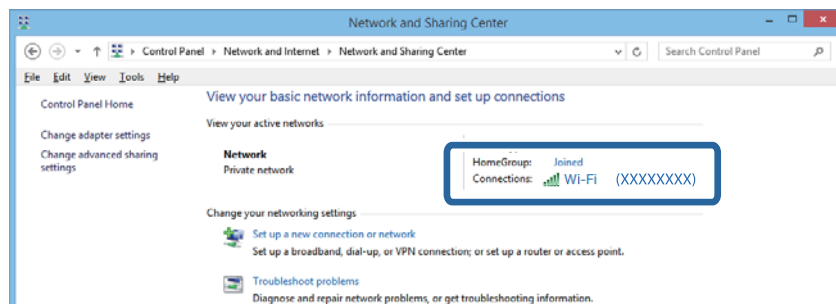 Network and Sharing Center
Control Panel Network and Internet Network and Sharing Center
Search Control Panel
File Edit View Tools Help
Control Panel Home
Change adapter settings
Change advanced sharing
settings
View your basic network information and set up connections
View your active networks
Network
Private network
HomeGroup: Joined
Connections: Wi-Fi (XXXXXXXX)
Change your networking settings
Set up a new connection or network
Set up a broadband, dial-up, or VPN connection; or set up a router or access point.
Troubleshoot problems
Diagnose and repair network problems, or get troubleshooting information.